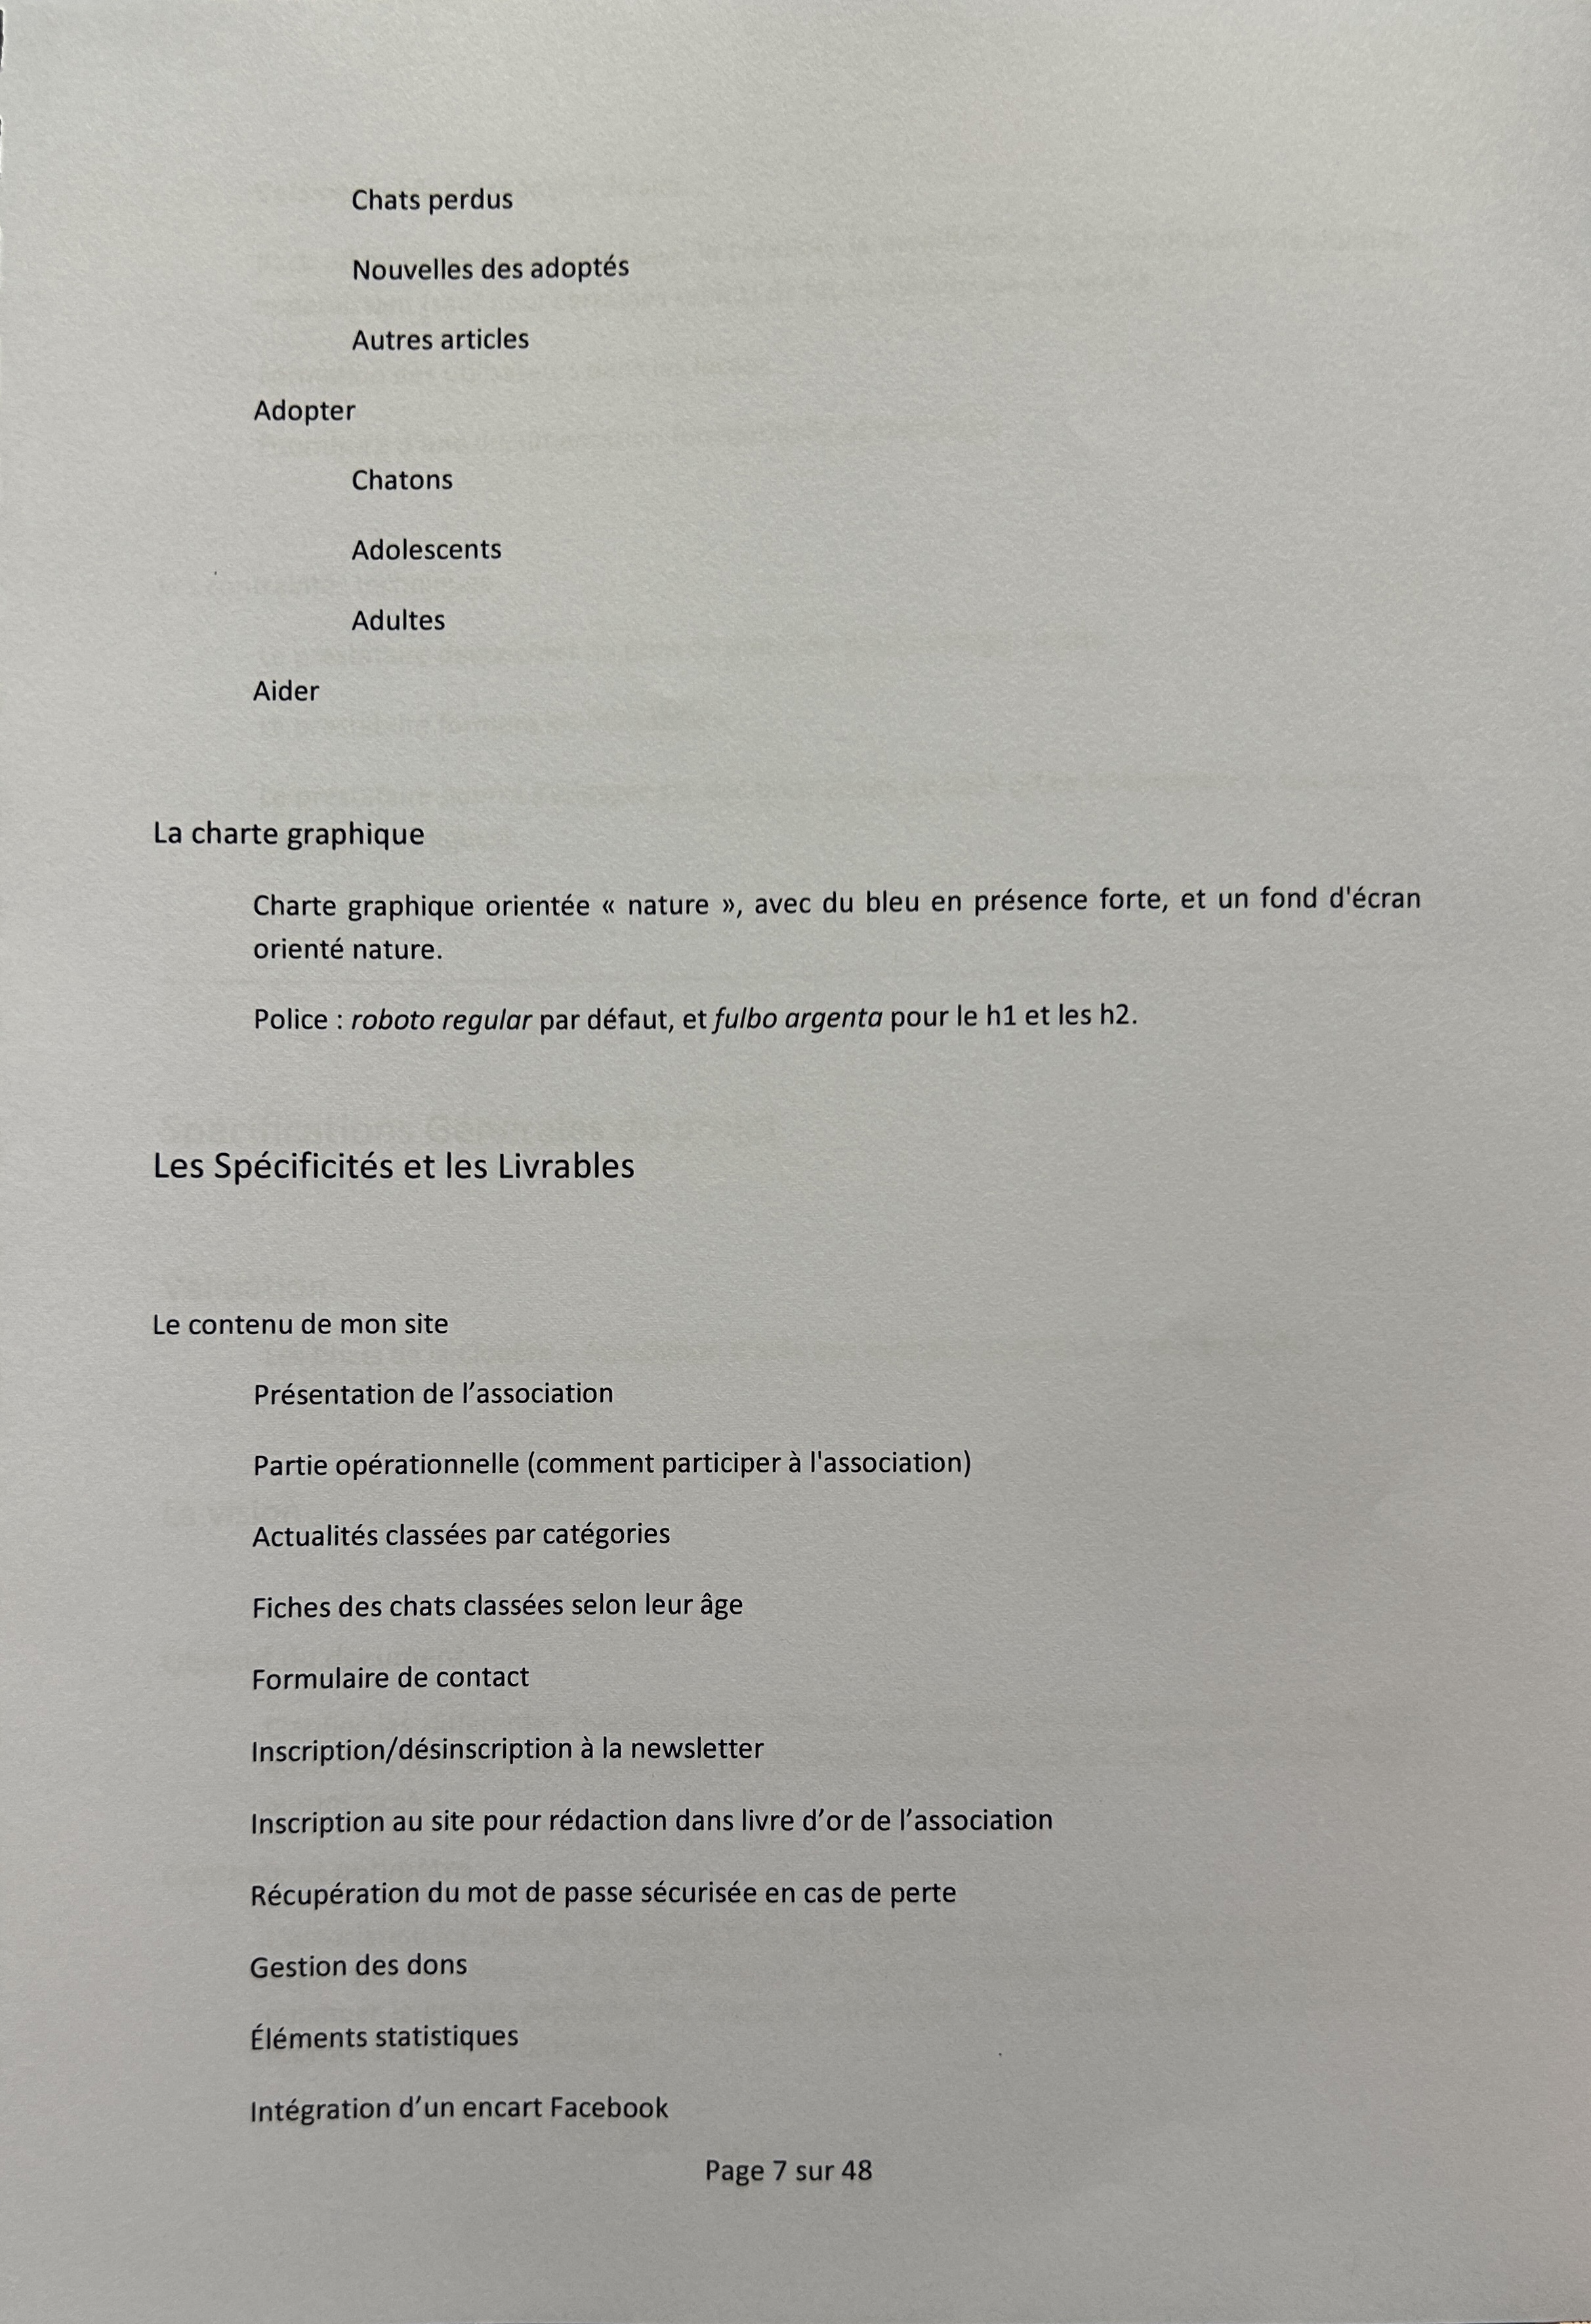 Chats perdus
Nouvelles des adoptés
Autres articles
Adopter
Chatons
Adolescents
Adultes
Aider
La charte graphique
Charte graphique orientée « nature », avec du bleu en présence forte, et un fond d'écran
orienté nature.
Police : roboto regular par défaut, et fulbo argenta pour le h1 et les h2.
Les Spécificités et les Livrables
Le contenu de mon site
Présentation de l’association
Partie opérationnelle (comment participer à l'association)
Actualités classées par catégories
Fiches des chats classées selon leur âge
Formulaire de contact
Inscription/désinscription à la newsletter
Inscription au site pour rédaction dans livre d’or de l’association
Récupération du mot de passe sécurisée en cas de perte
Gestion des dons
Éléments statistiques
Intégration d’un encart Facebook
Page 7 sur 48